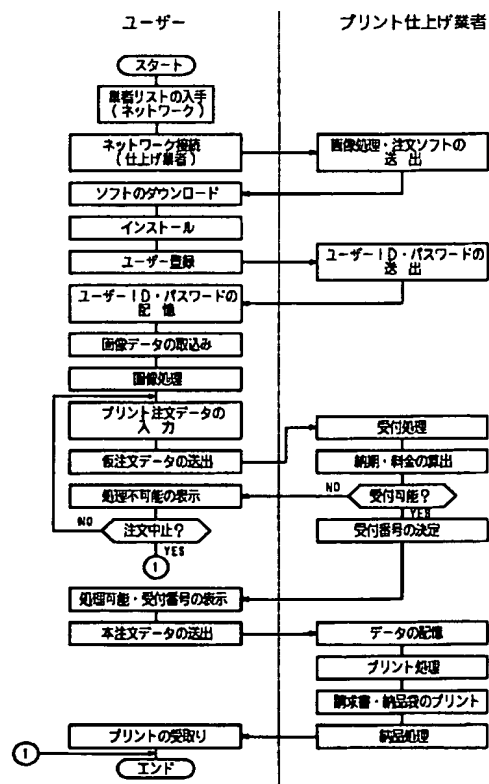 ユーザー
プリント仕上げ業者
スタート
業者リストの入手
(ネットワーク)
ネットワーク接続
(仕上げ業者)
画像処理・注文ソフトの
送 出
ソフトのダウンロード
インストール
ユーザー登録
ユーザーID・パスワードの
送 出
ユーザーID・パスワードの
記 憶
画像データの取込み
画像処理
プリント注文データの
入 力
受付処理
仮注文データの送出
納期・料金の算出
処理不可能の表示
NO
受付可能?
YES
NO
注文中止?
YES
受付番号の決定
1
処理可能・受付番号の表示
本注文データの送出
データの記憶
プリント処理
請求書・納品袋のプリント
プリントの受取り
納品処理
1
エンド